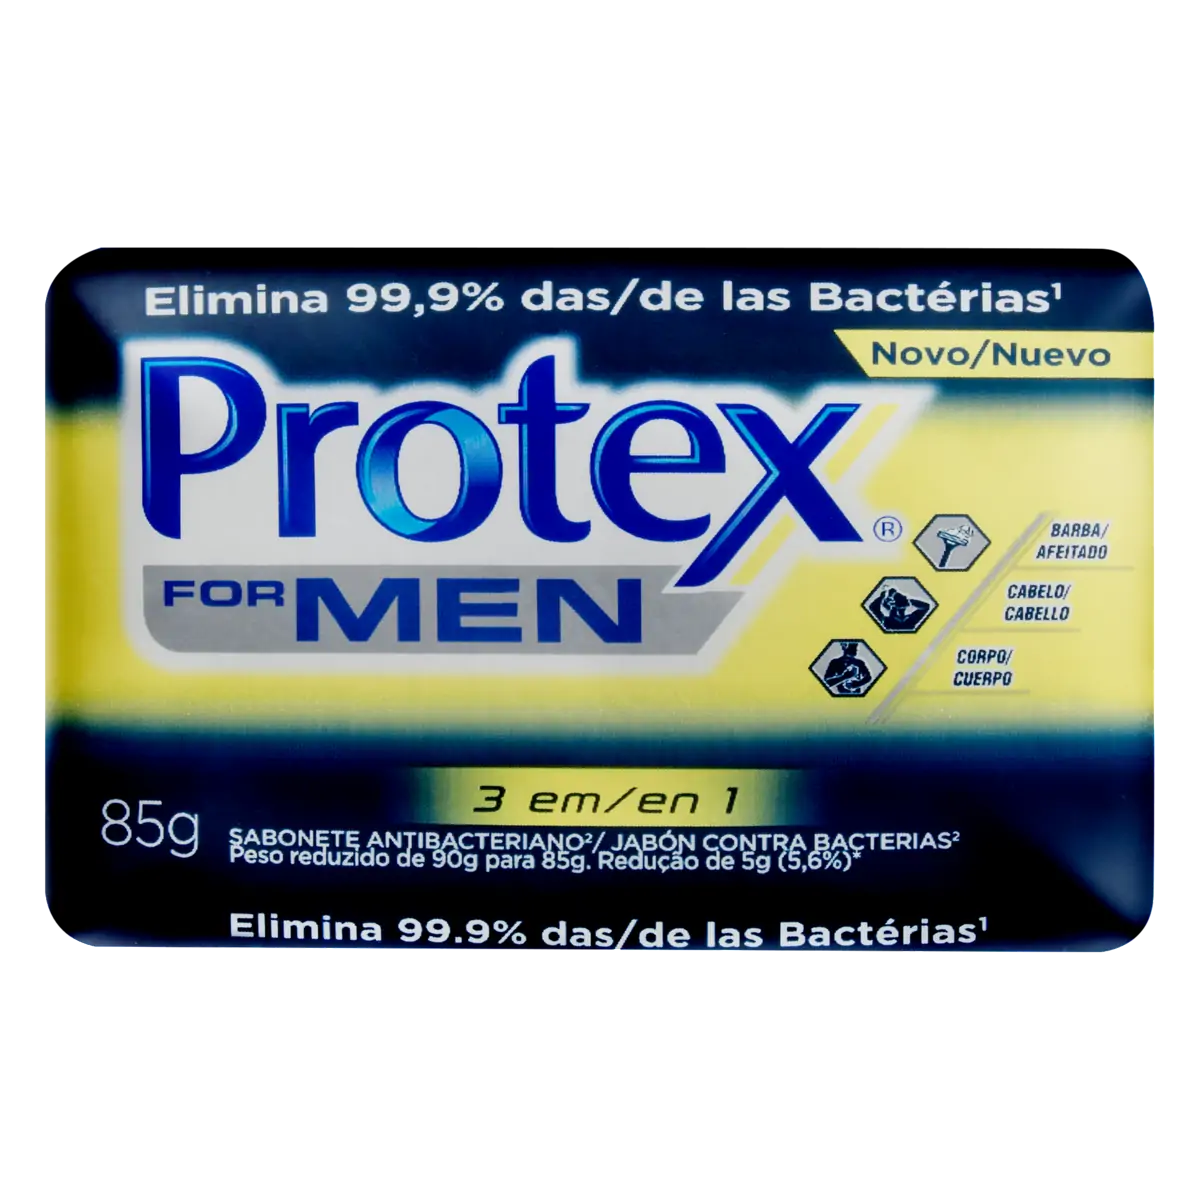 Elimina 99,9% das/de las Bactérias¹
Novo/Nuevo
Protex®
FOR MEN
BARBA/
AFEITADO
CABELO/
CABELLO
CORPO/
CUERPO
3 em/en 1
85g
SABONETE ANTIBACTERIANO²/ JABÓN CONTRA BACTERIAS²
Peso reduzido de 90g para 85g. Redução de 5g (5,6%)*
Elimina 99.9% das/de las Bactérias¹